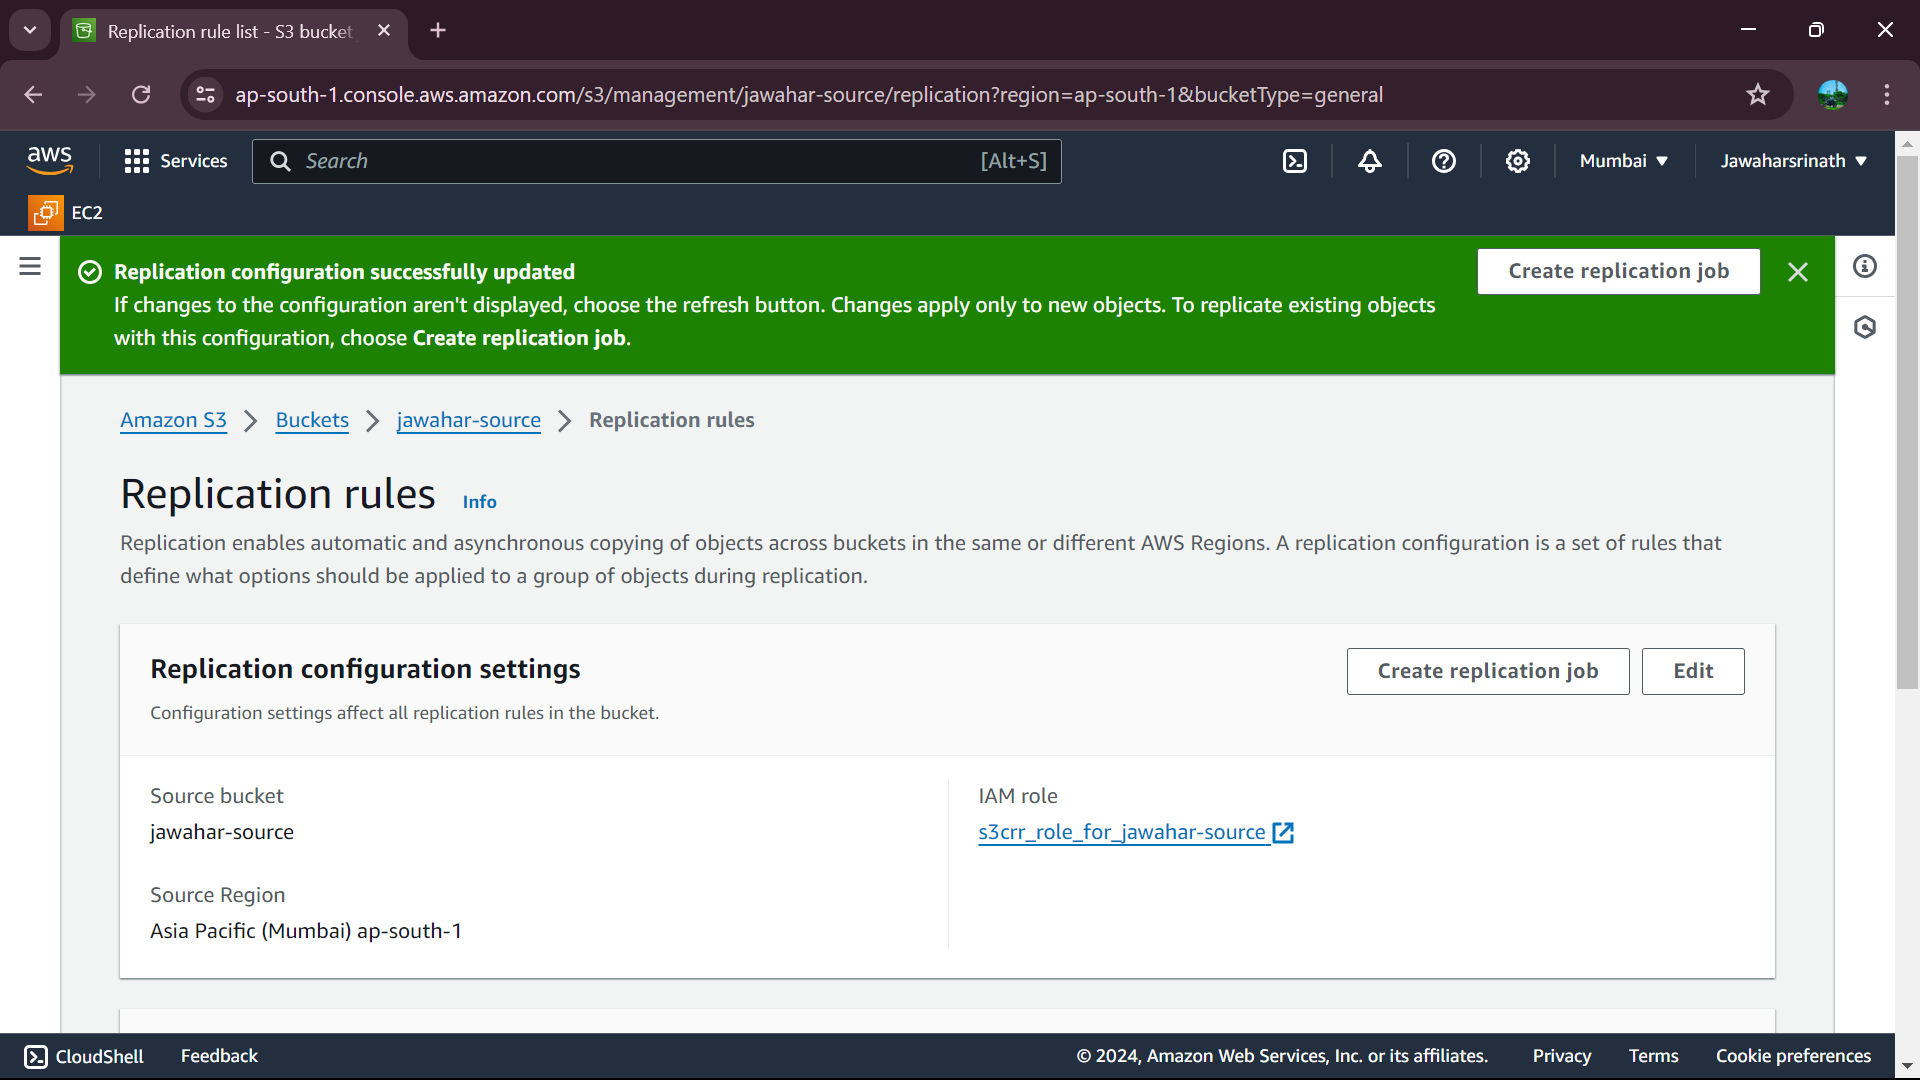 Replication rule list - S3 bucket
ap-south-1.console.aws.amazon.com/s3/management/jawahar-source/replication?region=ap-south-1&bucketType=general
aws
Services
Search
[Alt+S]
Mumbai
Jawaharsrinath
EC2
Replication configuration successfully updated
If changes to the configuration aren't displayed, choose the refresh button. Changes apply only to new objects. To replicate existing objects
with this configuration, choose Create replication job.
Create replication job
Amazon S3
Buckets
jawahar-source
Replication rules
Replication rules
Info
Replication enables automatic and asynchronous copying of objects across buckets in the same or different AWS Regions. A replication configuration is a set of rules that
define what options should be applied to a group of objects during replication.
Replication configuration settings
Configuration settings affect all replication rules in the bucket.
Create replication job
Edit
Source bucket
jawahar-source
Source Region
Asia Pacific (Mumbai) ap-south-1
IAM role
s3crr_role_for_jawahar-source
CloudShell
Feedback
© 2024, Amazon Web Services, Inc. or its affiliates.
Privacy
Terms
Cookie preferences